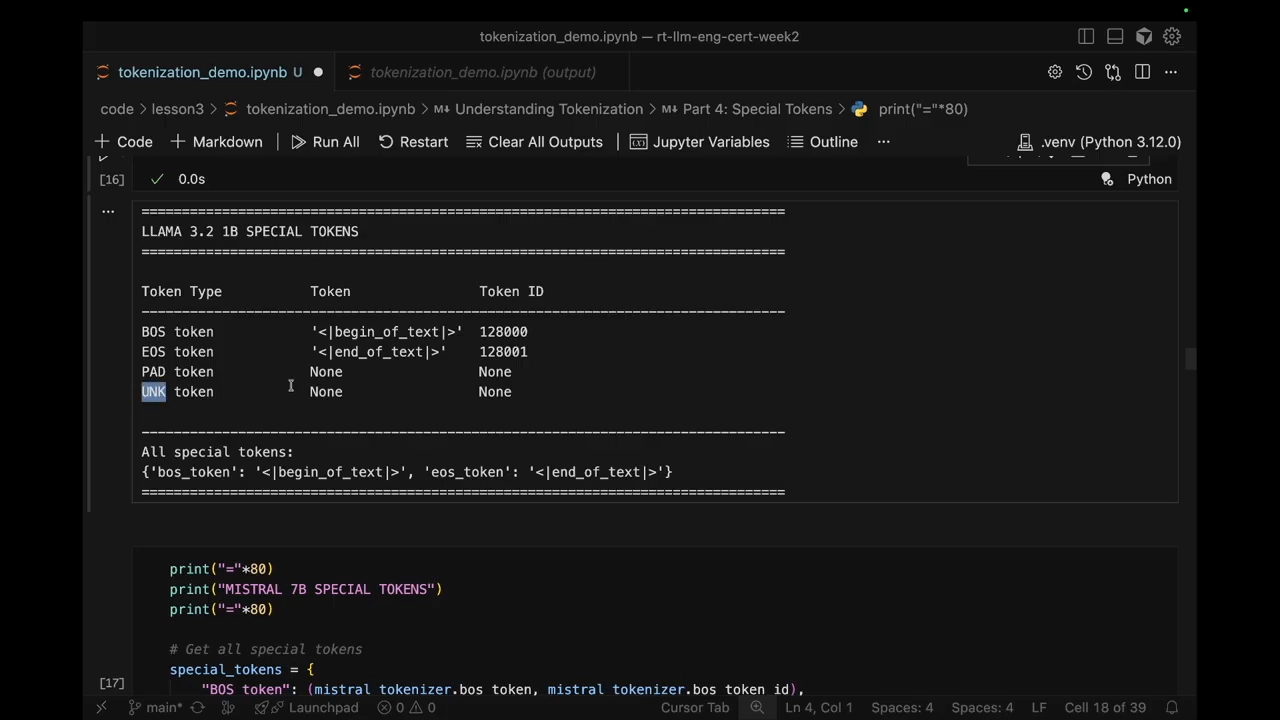 tokenization_demo.ipynb — rt-llm-eng-cert-week2
tokenization_demo.ipynb U
tokenization_demo.ipynb (output)
code > lesson3 > tokenization_demo.ipynb > M↓ Understanding Tokenization > M↓ Part 4: Special Tokens > print("="*80)
+ Code + Markdown Run All Restart Clear All Outputs Jupyter Variables Outline ... .venv (Python 3.12.0)
[16] ✓ 0.0s Python
...
================================================================================
LLAMA 3.2 1B SPECIAL TOKENS
================================================================================
Token Type Token Token ID
--------------------------------------------------------------------------------
BOS token '<|begin_of_text|>' 128000
EOS token '<|end_of_text|>' 128001
PAD token None None
UNK token None None
--------------------------------------------------------------------------------
All special tokens:
{'bos_token': '<|begin_of_text|>', 'eos_token': '<|end_of_text|>'}
================================================================================
print("="*80)
print("MISTRAL 7B SPECIAL TOKENS")
print("="*80)
# Get all special tokens
special_tokens = {
[17]
"BOS token": (mistral_tokenizer.bos_token, mistral_tokenizer.bos_token_id),
main* Launchpad 0 0 Cursor Tab Ln 4, Col 1 Spaces: 4 Spaces: 4 LF Cell 18 of 39